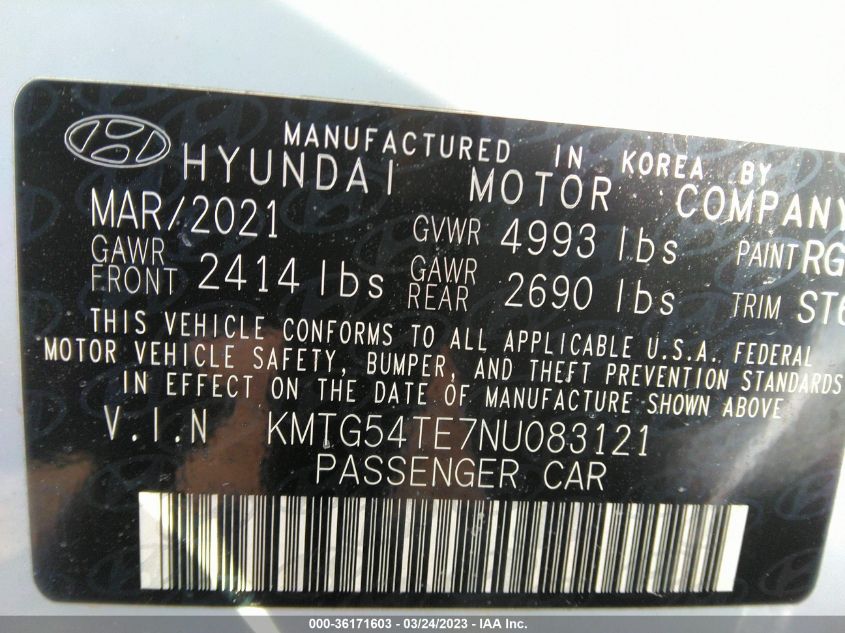 MANUFACTURED IN KOREA BY
HYUNDAI MOTOR COMPANY
MAR/2021 GVWR 4993 lbs PAINT RG
GAWR FRONT 2414 lbs GAWR REAR 2690 lbs TRIM ST6
THIS VEHICLE CONFORMS TO ALL APPLICABLE U.S.A. FEDERAL
MOTOR VEHICLE SAFETY, BUMPER, AND THEFT PREVENTION STANDARDS
IN EFFECT ON THE DATE OF MANUFACTURE SHOWN ABOVE
V.I.N KMTG54TE7NU083121
PASSENGER CAR
000-36171603 - 03/24/2023 - IAA Inc.